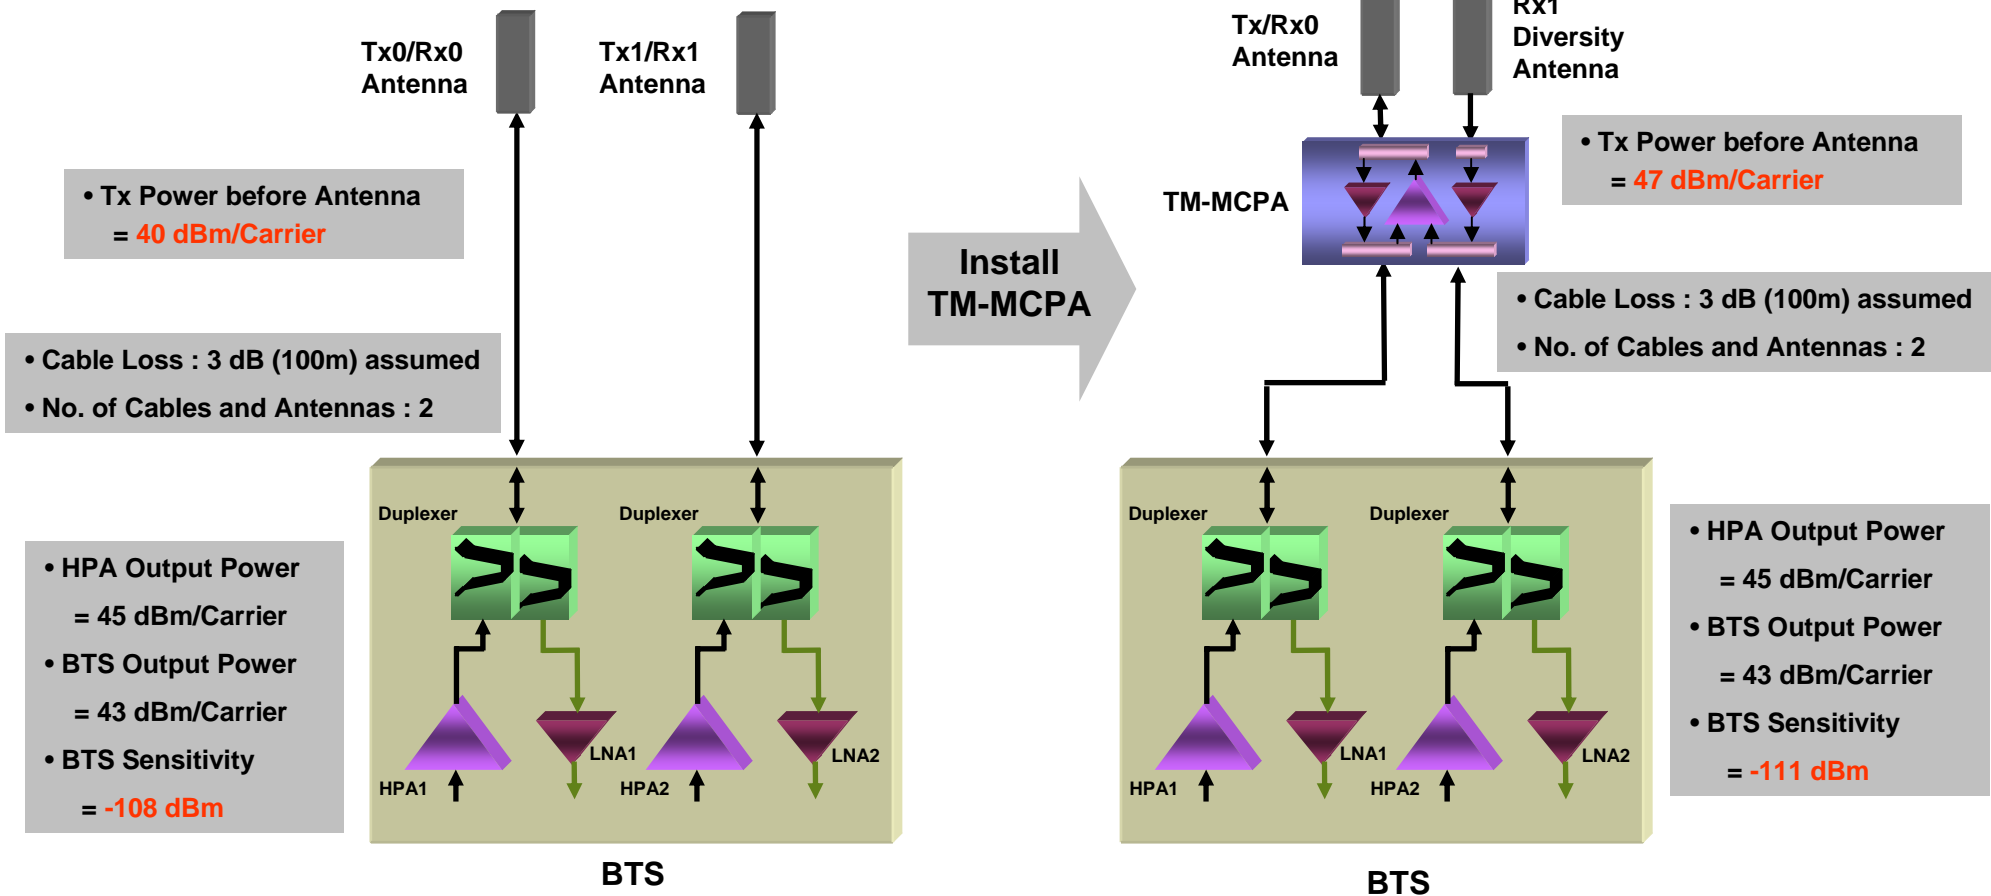 Tx0/Rx0
Antenna
Tx1/Rx1
Antenna
• Tx Power before Antenna
= 40 dBm/Carrier
• Cable Loss : 3 dB (100m) assumed
• No. of Cables and Antennas : 2
• HPA Output Power
= 45 dBm/Carrier
• BTS Output Power
= 43 dBm/Carrier
• BTS Sensitivity
= -108 dBm
Duplexer
Duplexer
HPA1
LNA1
HPA2
LNA2
BTS
Install
TM-MCPA
Tx/Rx0
Antenna
Rx1
Diversity
Antenna
TM-MCPA
• Tx Power before Antenna
= 47 dBm/Carrier
• Cable Loss : 3 dB (100m) assumed
• No. of Cables and Antennas : 2
Duplexer
Duplexer
HPA1
LNA1
HPA2
LNA2
• HPA Output Power
= 45 dBm/Carrier
• BTS Output Power
= 43 dBm/Carrier
• BTS Sensitivity
= -111 dBm
BTS